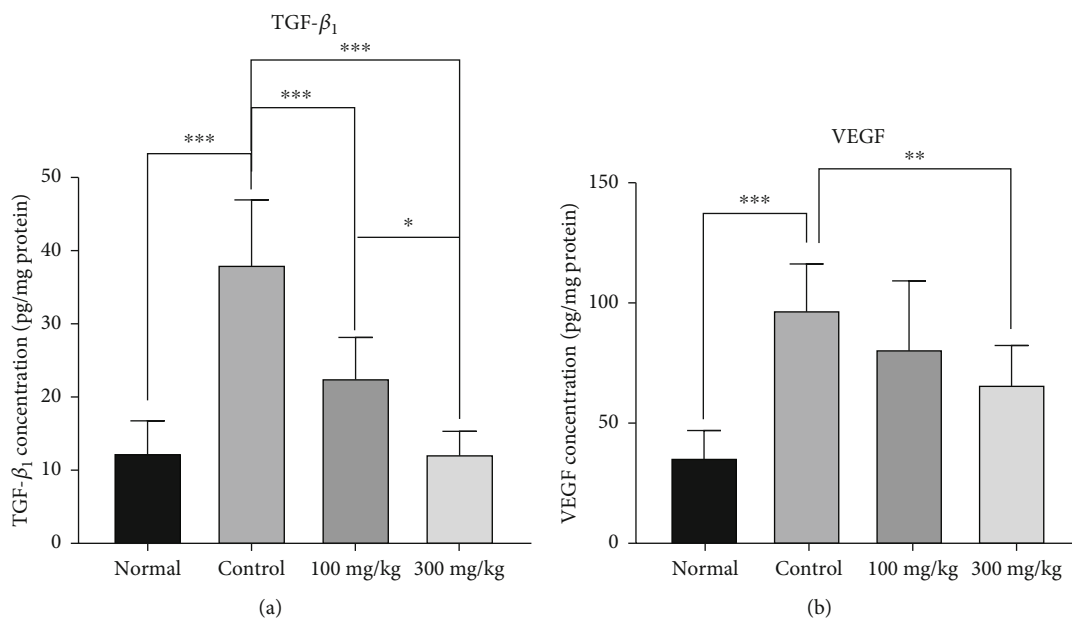 TGF-β₁
***
***
***
*
TGF-β₁ concentration (pg/mg protein)
50
40
30
20
10
0
Normal Control 100 mg/kg 300 mg/kg
(a)
VEGF
**
***
VEGF concentration (pg/mg protein)
150
100
50
0
Normal Control 100 mg/kg 300 mg/kg
(b)